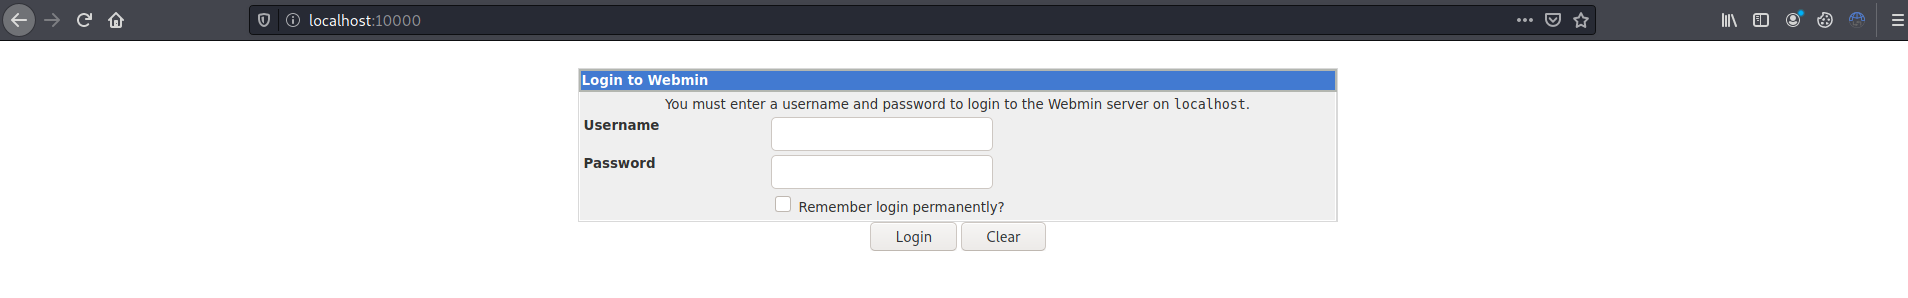 localhost:10000
Login to Webmin
You must enter a username and password to login to the Webmin server on localhost.
Username
Password
Remember login permanently?
Login Clear